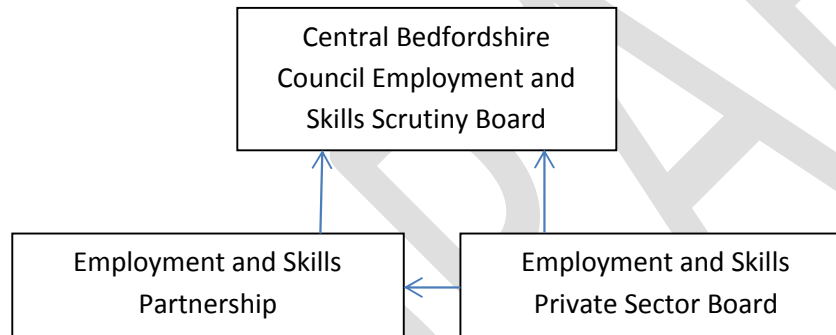 Central Bedfordshire
Council Employment and
Skills Scrutiny Board
Employment and Skills
Partnership
Employment and Skills
Private Sector Board